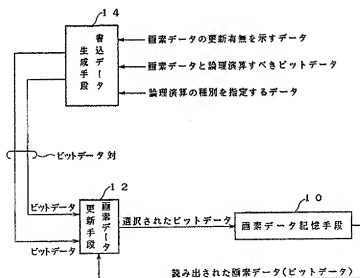 14
書込データ生成手段
画素データの更新有無を示すデータ
画素データと論理演算すべきビットデータ
論理演算の種別を指定するデータ
ビットデータ対
12
10
ビットデータ
画素データ更新手段
選択されたビットデータ
画素データ記憶手段
ビットデータ
読み出された顔素データ(ビットデータ)